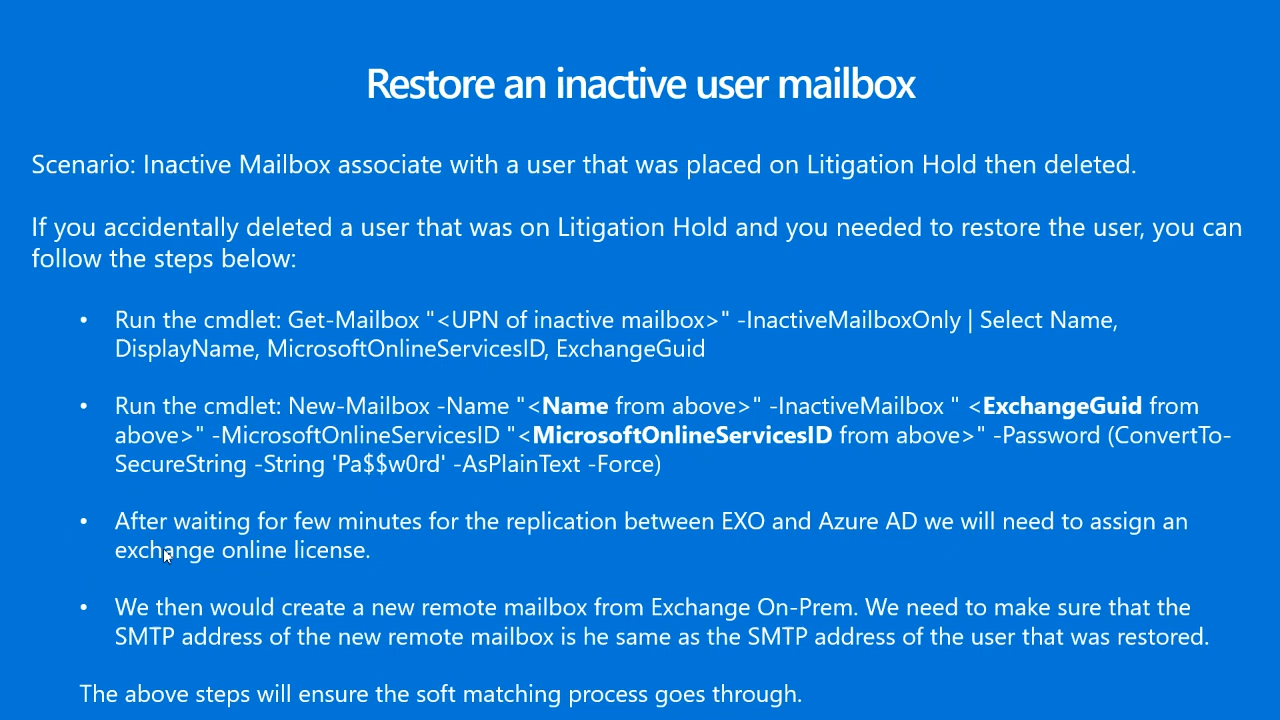 Restore an inactive user mailbox
Scenario: Inactive Mailbox associate with a user that was placed on Litigation Hold then deleted.
If you accidentally deleted a user that was on Litigation Hold and you needed to restore the user, you can
follow the steps below:
• Run the cmdlet: Get-Mailbox "<UPN of inactive mailbox>" -InactiveMailboxOnly | Select Name,
DisplayName, MicrosoftOnlineServicesID, ExchangeGuid
• Run the cmdlet: New-Mailbox -Name "<Name from above>" -InactiveMailbox " <ExchangeGuid from
above>" -MicrosoftOnlineServicesID "<MicrosoftOnlineServicesID from above>" -Password (ConvertTo-
SecureString -String 'Pa$$w0rd' -AsPlainText -Force)
• After waiting for few minutes for the replication between EXO and Azure AD we will need to assign an
exchange online license.
• We then would create a new remote mailbox from Exchange On-Prem. We need to make sure that the
SMTP address of the new remote mailbox is he same as the SMTP address of the user that was restored.
The above steps will ensure the soft matching process goes through.